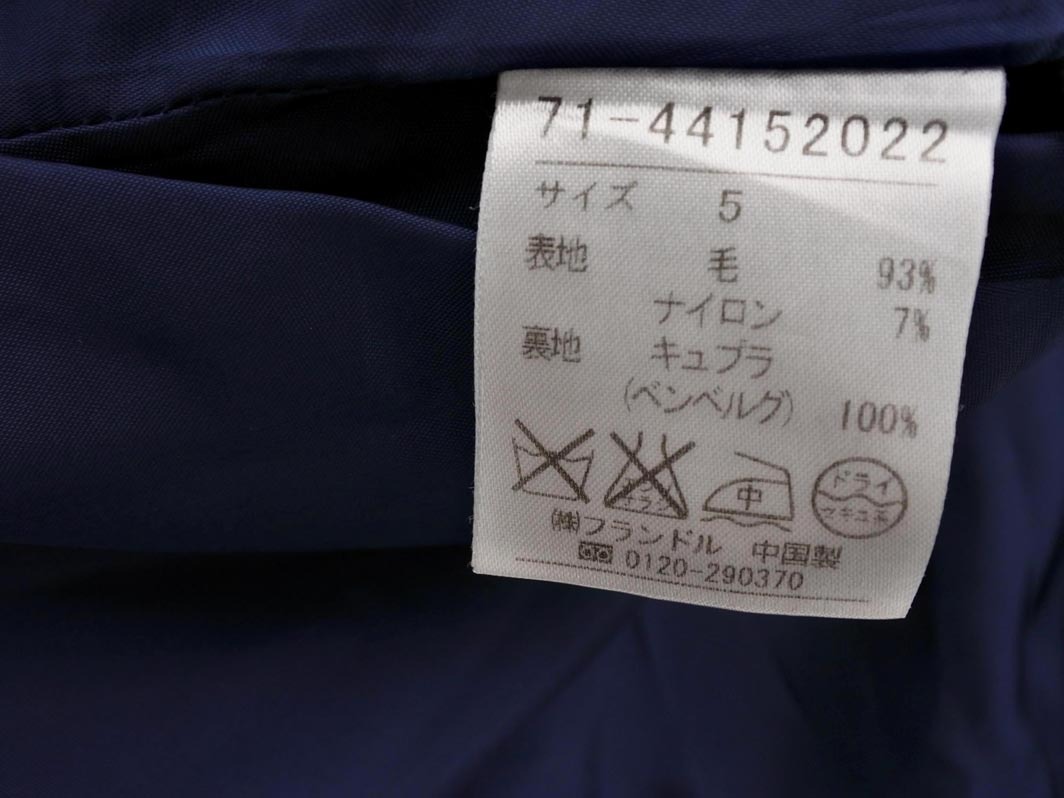 71-44152022
サイズ 5
表地 毛 93%
ナイロン 7%
裏地 キュプラ
(ベンベルグ) 100%
中 ドライ
㈱フランドル 中国製
0120-290370